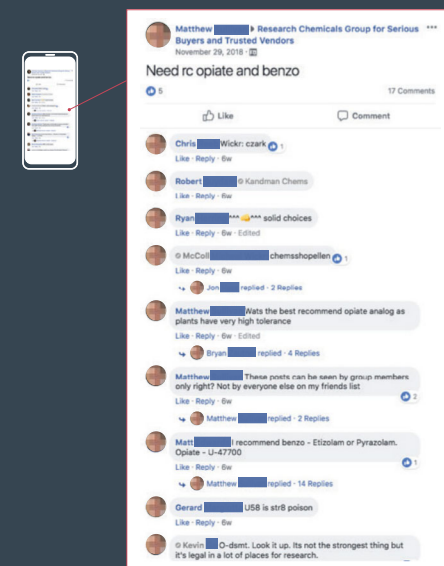 Matthew ▸ Research Chemicals Group for Serious
Buyers and Trusted Vendors
November 29, 2018 ·
Need rc opiate and benzo
5
17 Comments
Like
Comment
Chris Wickr: czark 1
Like · Reply · 6w
Robert Kandman Chems
Like · Reply · 6w
Ryan ^^^ ^^^ solid choices
Like · Reply · 6w · Edited
McColl chemsshopellen 1
Like · Reply · 6w
Jon replied · 2 Replies
Matthew Wats the best recommend opiate analog as
plants have very high tolerance
Like · Reply · 6w · Edited
Bryan replied · 4 Replies
Matthew These posts can be seen by group members
only right? Not by everyone else on my friends list
Like · Reply · 6w
2
Matthew replied · 2 Replies
Matt I recommend benzo - Etizolam or Pyrazolam.
Opiate - U-47700
Like · Reply · 6w
1
Matthew replied · 14 Replies
Gerard U58 is str8 poison
Like · Reply · 6w
Kevin O-dsmt. Look it up. Its not the strongest thing but
it's legal in a lot of places for research.